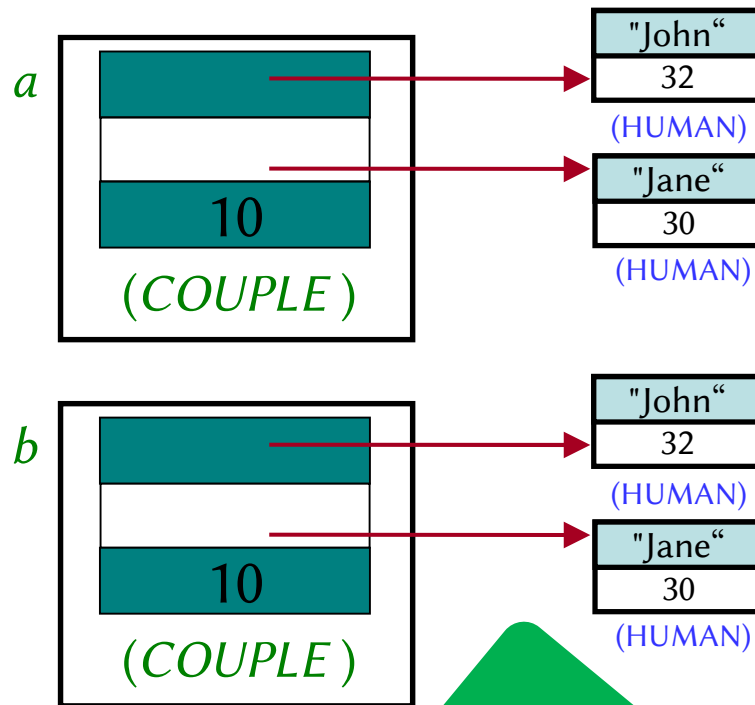 a
"John“
32
(HUMAN)
"Jane“
30
(HUMAN)
10
(COUPLE )
b
"John“
32
(HUMAN)
"Jane“
30
(HUMAN)
10
(COUPLE )